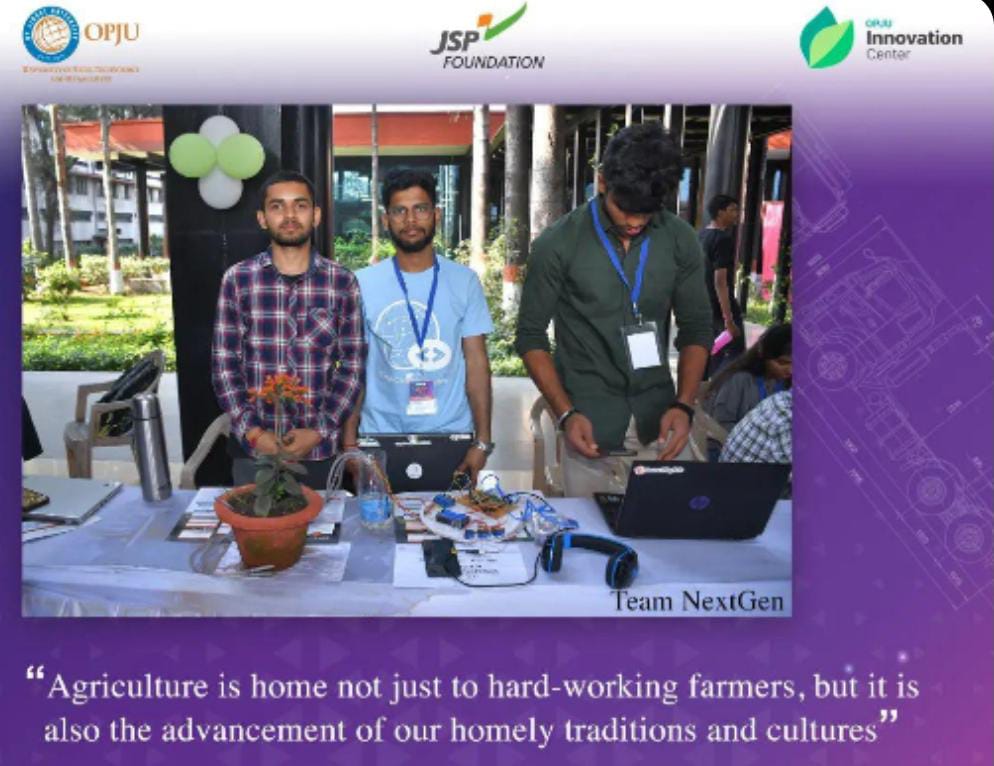 OPJU
JSP
FOUNDATION
OPJU
Innovation
Center
Team NextGen
“Agriculture is home not just to hard-working farmers, but it is
also the advancement of our homely traditions and cultures”